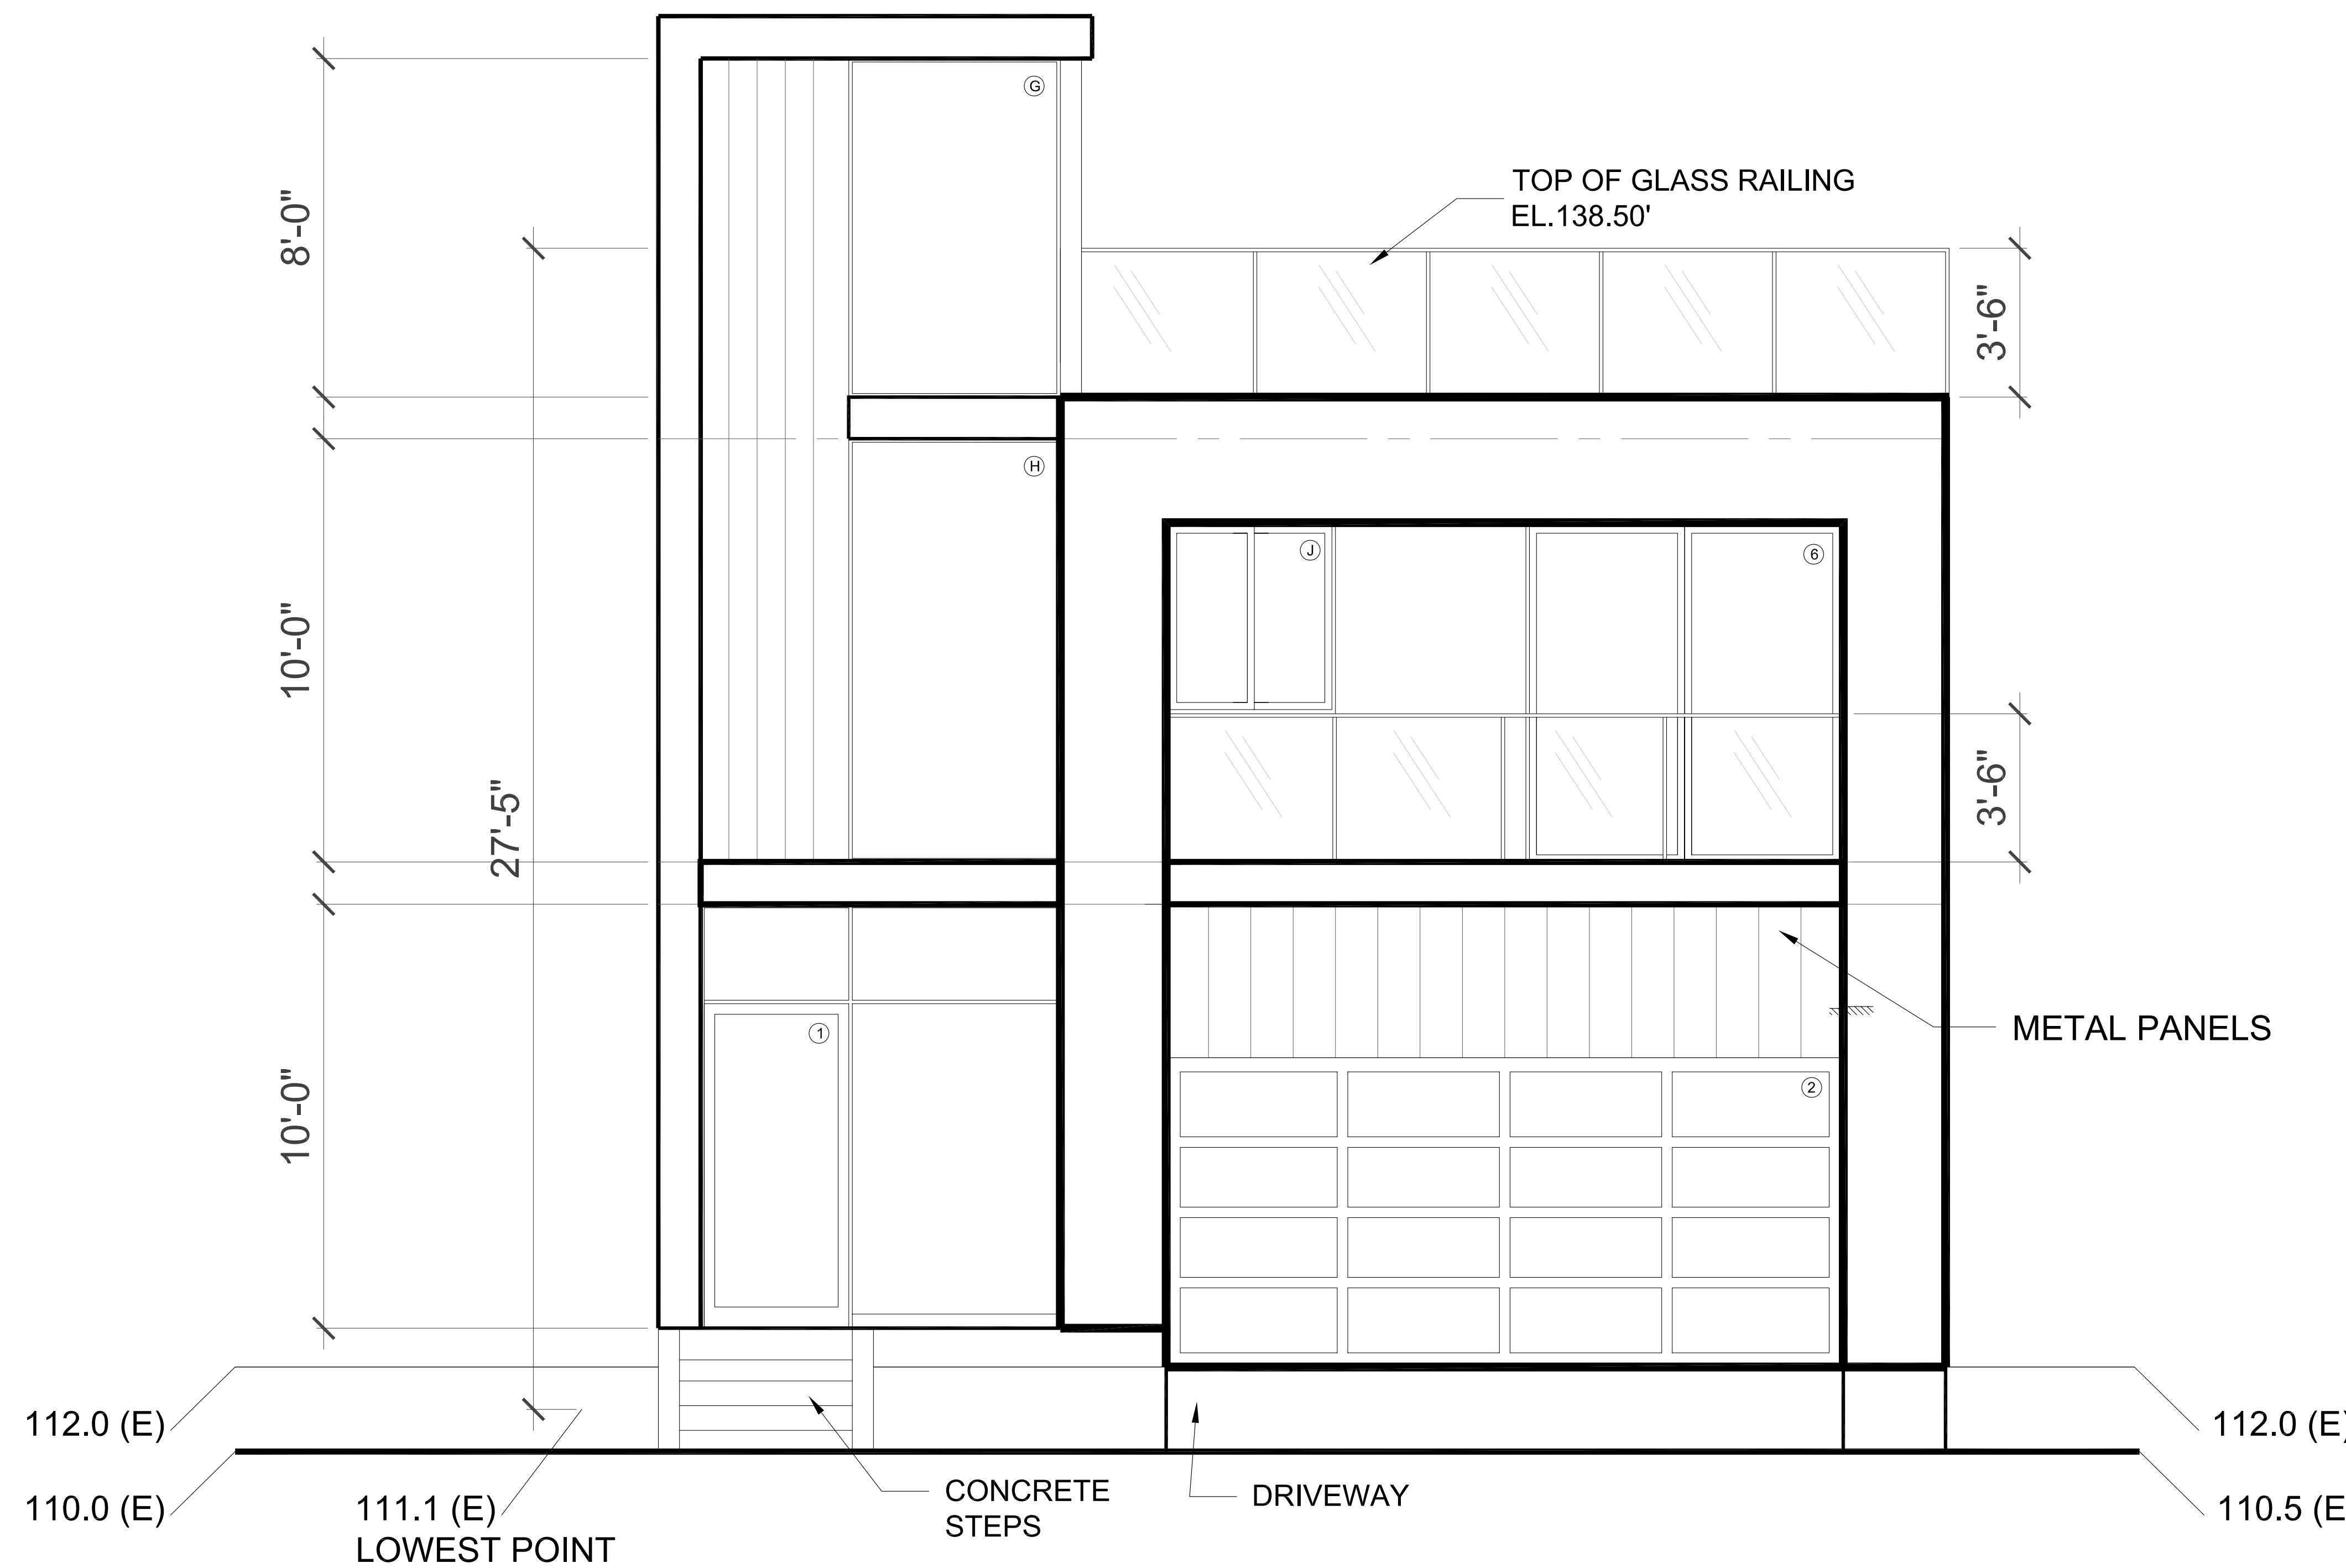 G
TOP OF GLASS RAILING
EL.138.50'
8'-0"
3'-6"
H
J
6
10'-0"
27'-5"
3'-6"
METAL PANELS
1
2
10'-0"
112.0 (E)
112.0 (E)
110.0 (E)
111.1 (E)
LOWEST POINT
CONCRETE
STEPS
DRIVEWAY
110.5 (E